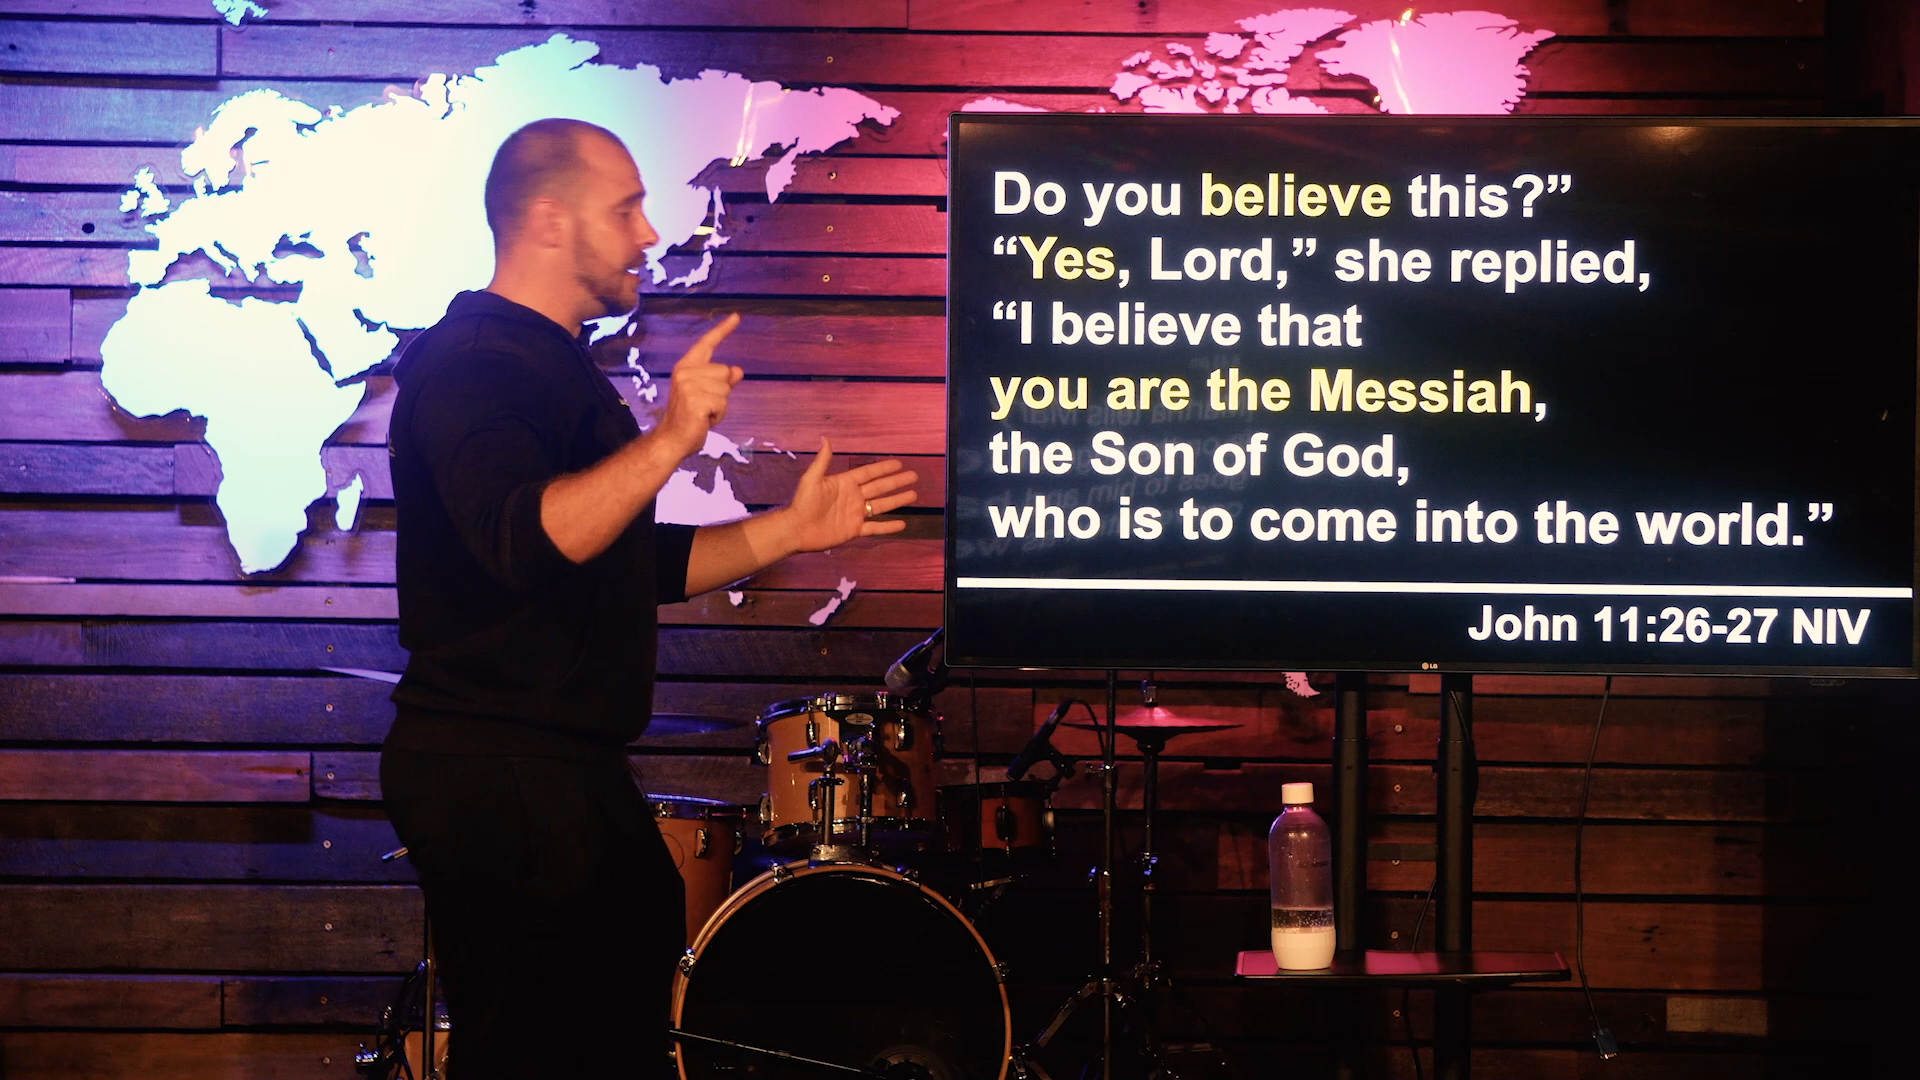 Do you believe this?”
“Yes, Lord,” she replied,
“I believe that
you are the Messiah,
the Son of God,
who is to come into the world.”
John 11:26-27 NIV
LG